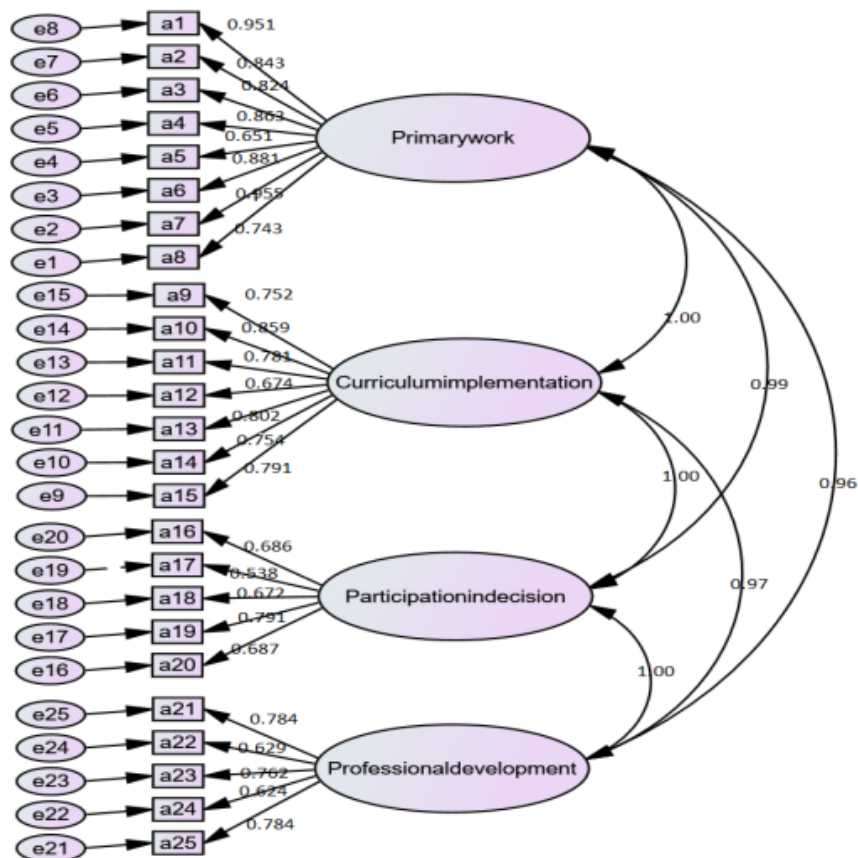 e8 a1 0.951
e7 a2 0.843
e6 a3 0.824
e5 a4 0.863
e4 a5 0.651
e3 a6 0.881
e2 a7 0.955
e1 a8 0.743
Primarywork
e15 a9 0.752
e14 a10 0.859
e13 a11 0.781
e12 a12 0.674
e11 a13 0.802
e10 a14 0.754
e9 a15 0.791
Curriculumimplementation
e20 a16 0.686
e19 a17 0.538
e18 a18 0.672
e17 a19 0.791
e16 a20 0.687
Participationindecision
e25 a21 0.784
e24 a22 0.629
e23 a23 0.762
e22 a24 0.624
e21 a25 0.784
Professionaldevelopment
1.00
0.99
1.00
0.96
0.97
1.00